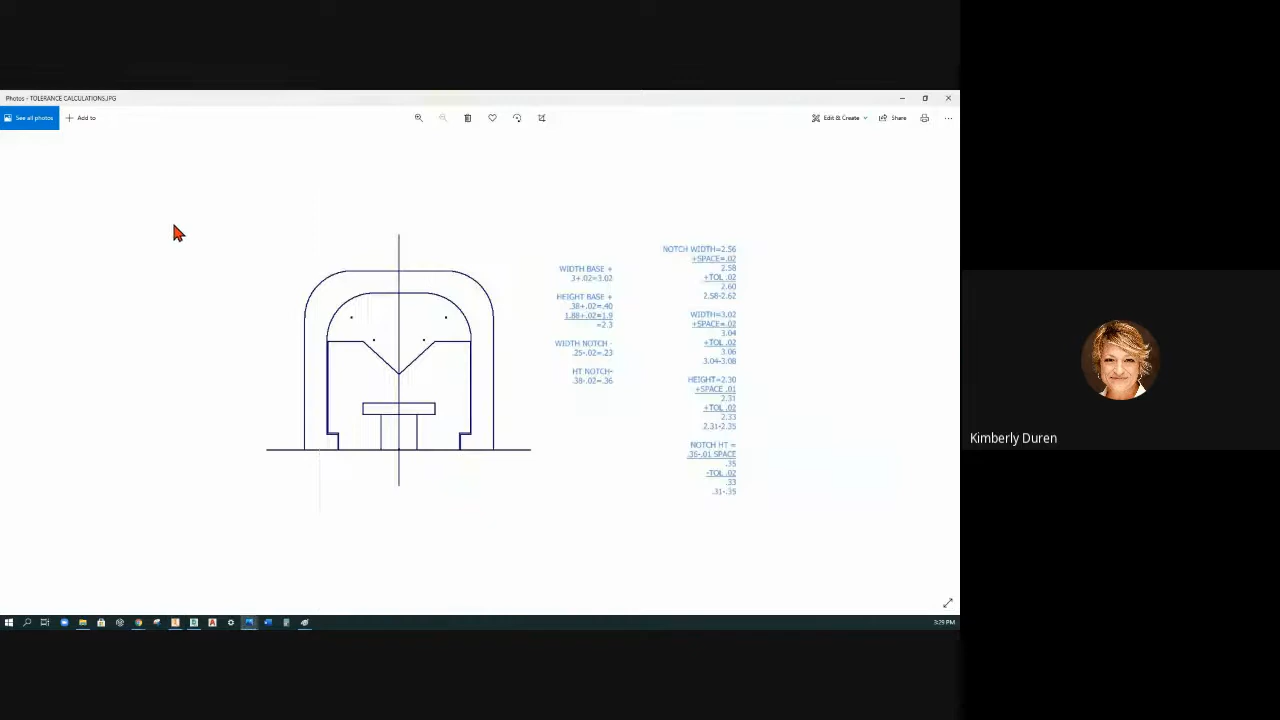 Photos - TOLERANCE CALCULATIONS.JPG
See all photos
Add to
Edit & Create
Share
WIDTH BASE +
3+.02=3.02
HEIGHT BASE +
.38+.02=.40
1.88+.02=1.9
=2.3
WIDTH NOTCH -
.25-.02=.23
HT NOTCH-
.38-.02=.36
NOTCH WIDTH=2.56
+SPACE=.02
2.58
+TOL .02
2.60
2.58-2.62
WIDTH=3.02
+SPACE=.02
3.04
+TOL .02
3.06
3.04-3.08
HEIGHT=2.30
+SPACE .01
2.31
+TOL .02
2.33
2.31-2.35
NOTCH HT =
.36-.01 SPACE
.35
-TOL .02
.33
.31-.35
Kimberly Duren
3:29 PM